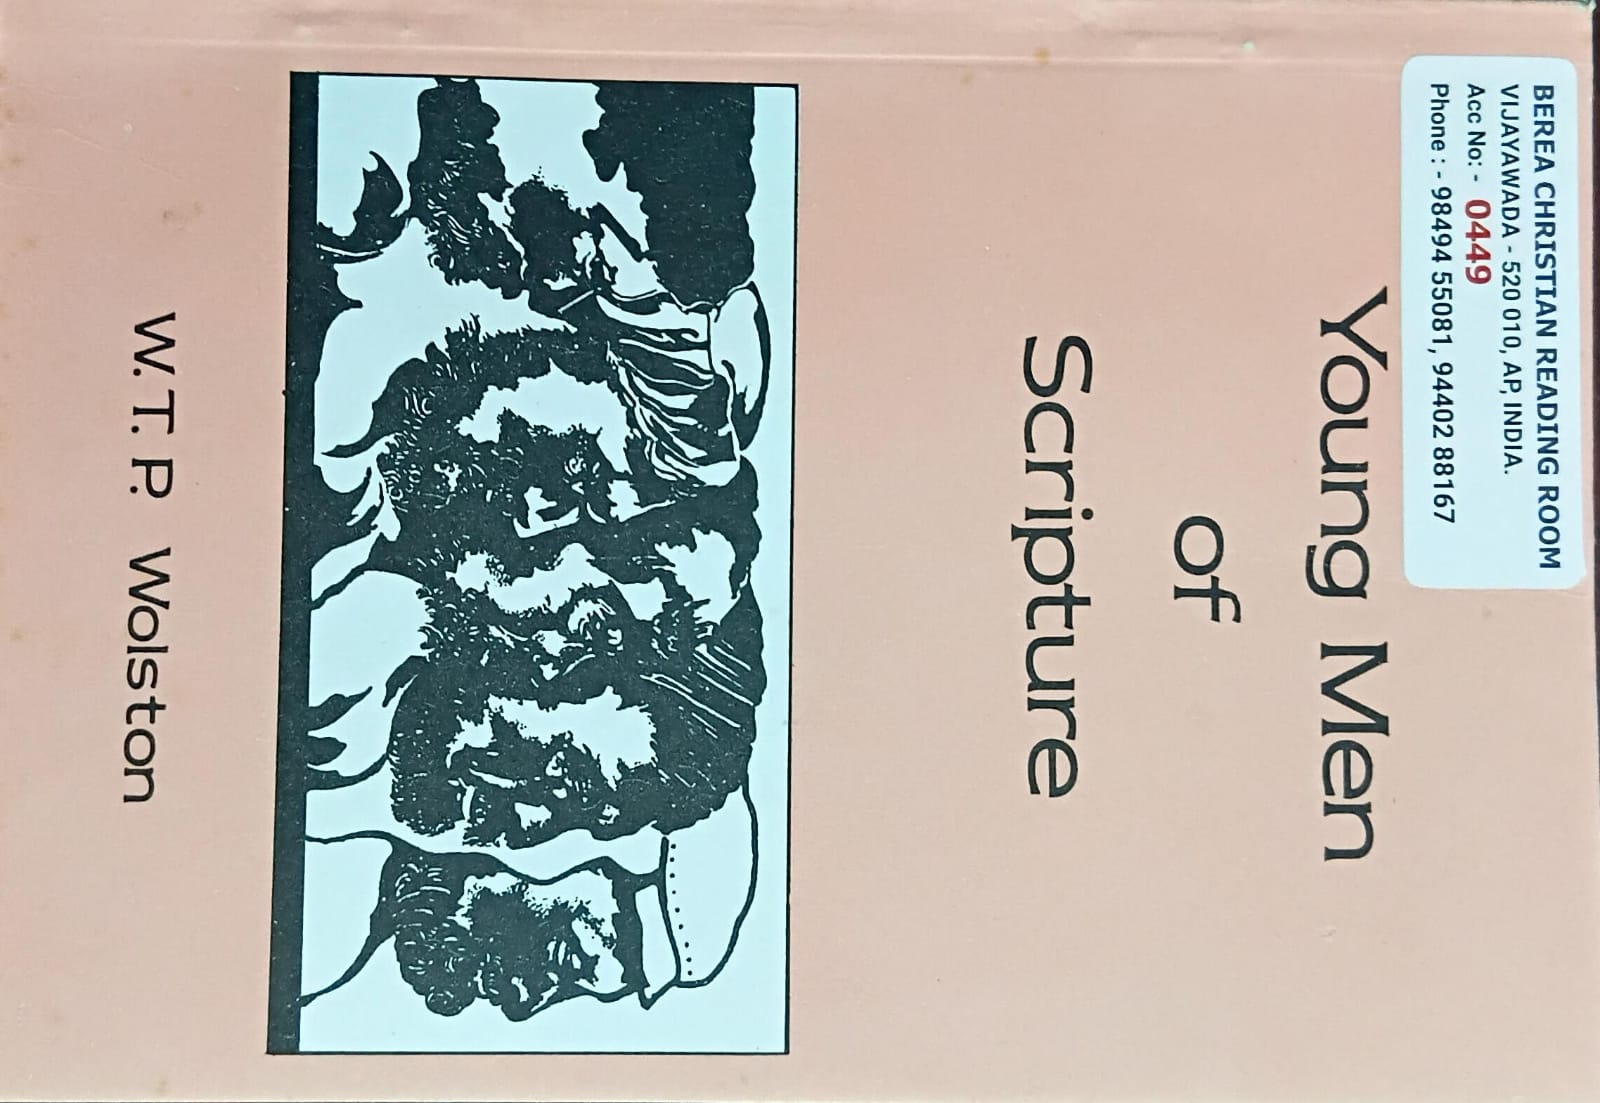 BEREA CHRISTIAN READING ROOM
VIJAYAWADA - 520 010, AP, INDIA.
Acc No: - 0449
Phone : - 98494 55081, 94402 88167
Young Men
of
Scripture
W. T. P. Wolston